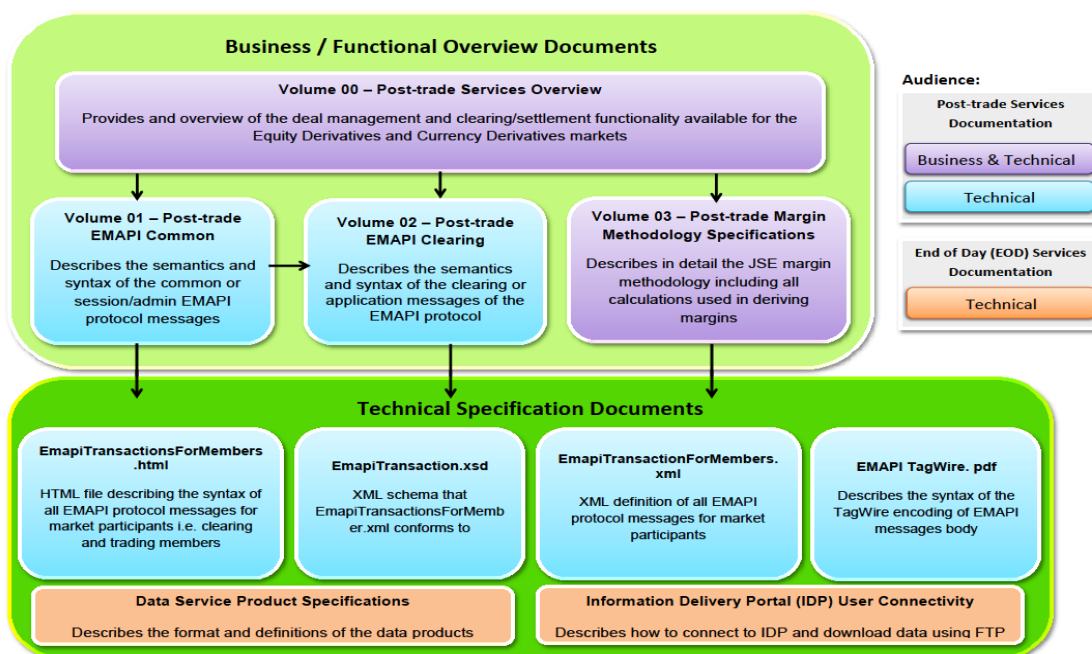 Business / Functional Overview Documents
Volume 00 – Post-trade Services Overview
Provides and overview of the deal management and clearing/settlement functionality available for the
Equity Derivatives and Currency Derivatives markets
Volume 01 – Post-trade
EMAPI Common
Describes the semantics and
syntax of the common or
session/admin EMAPI
protocol messages
Volume 02 – Post-trade
EMAPI Clearing
Describes the semantics
and syntax of the clearing or
application messages of the
EMAPI protocol
Volume 03 – Post-trade Margin
Methodology Specifications
Describes in detail the JSE margin
methodology including all
calculations used in deriving
margins
Audience:
Post-trade Services
Documentation
Business & Technical
Technical
End of Day (EOD) Services
Documentation
Technical
Technical Specification Documents
EmapiTransactionsForMembers
.html
HTML file describing the syntax of
all EMAPI protocol messages for
market participants i.e. clearing
and trading members
EmapiTransaction.xsd
XML schema that
EmapiTransactionsForMemb
er.xml conforms to
EmapiTransactionForMembers.
xml
XML definition of all EMAPI
protocol messages for market
participants
EMAPI TagWire. pdf
Describes the syntax of the
TagWire encoding of EMAPI
messages body
Data Service Product Specifications
Describes the format and definitions of the data products
Information Delivery Portal (IDP) User Connectivity
Describes how to connect to IDP and download data using FTP